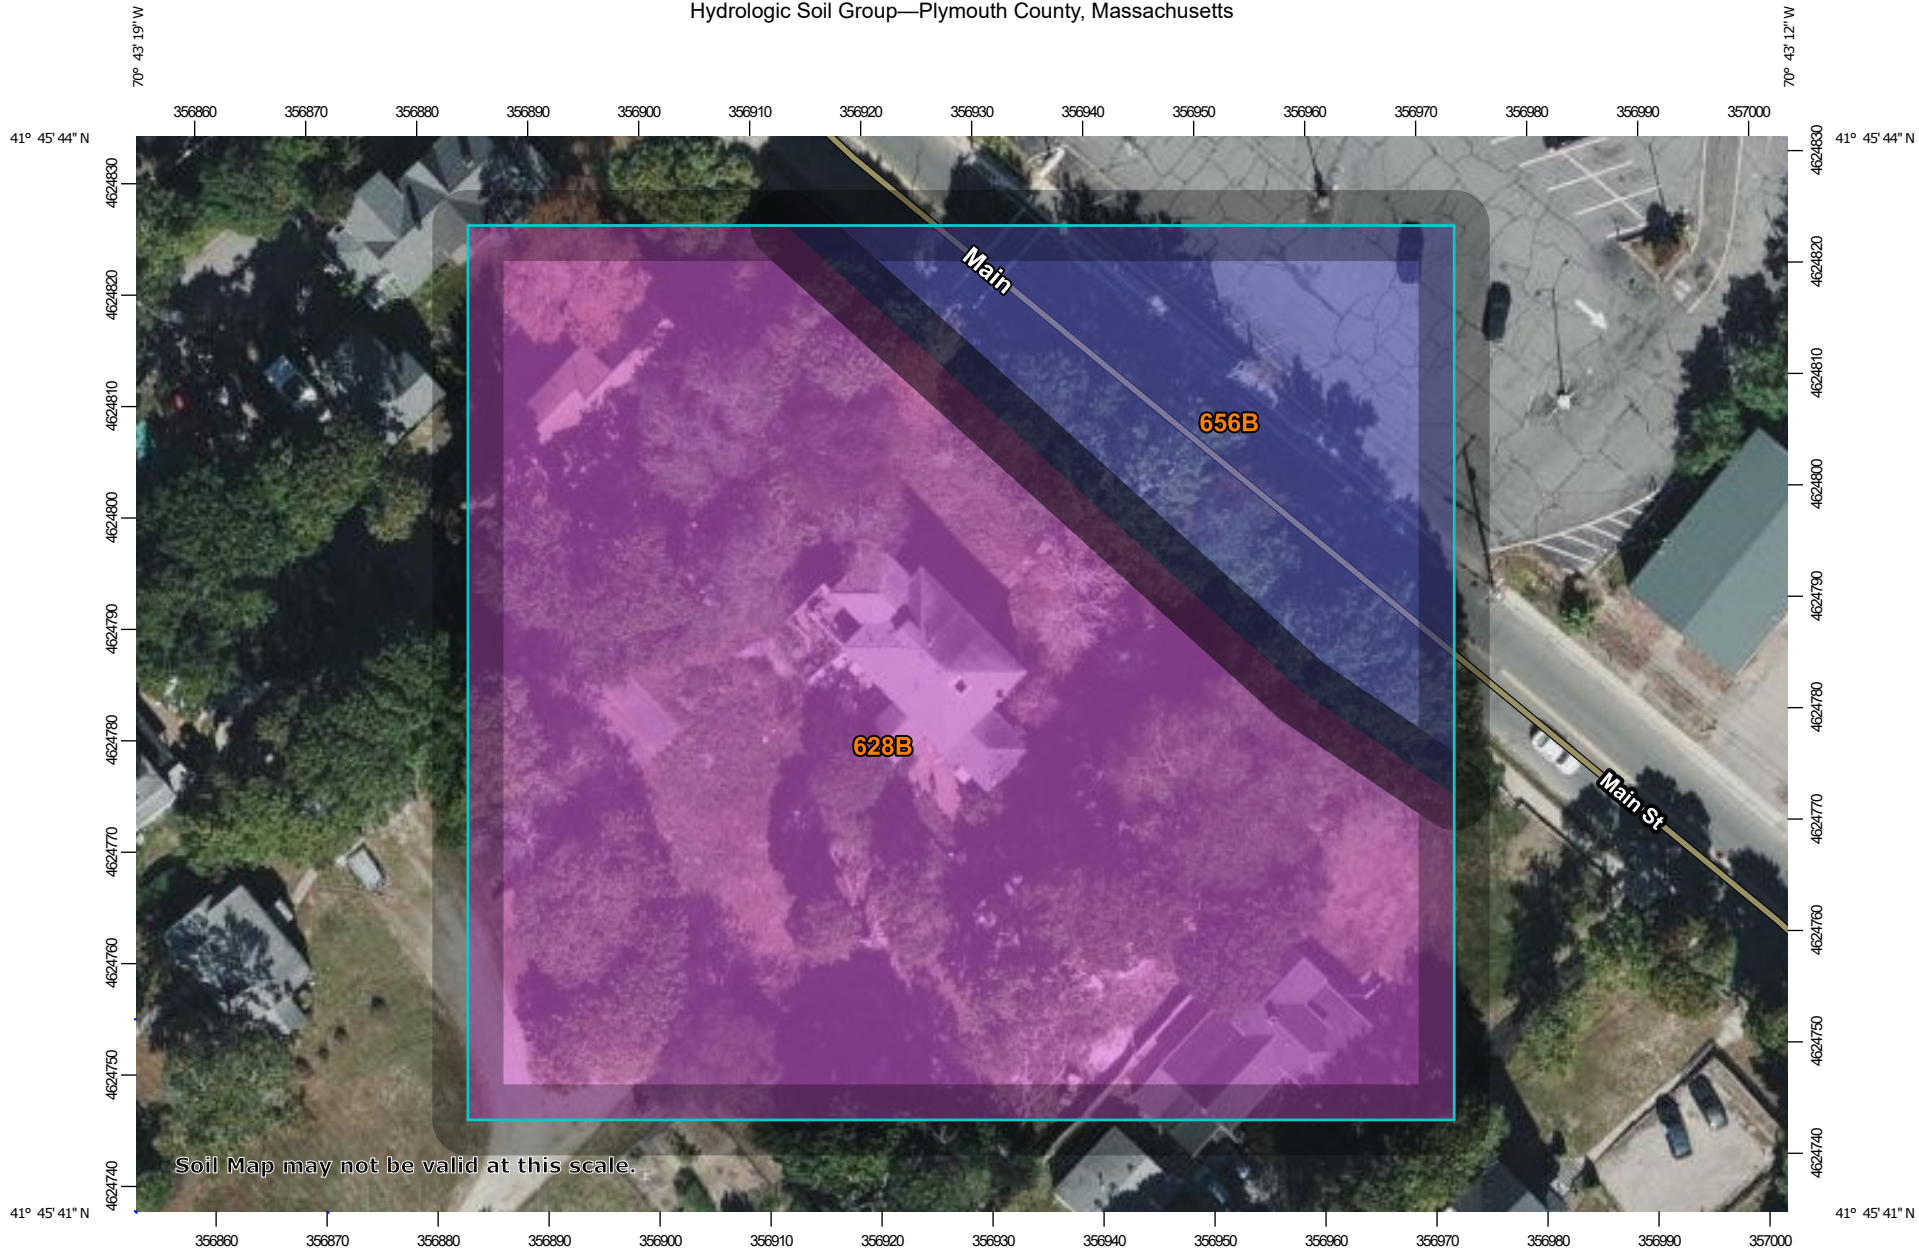 Hydrologic Soil Group—Plymouth County, Massachusetts
70° 43' 19'' W
70° 43' 12'' W
356860 356870 356880 356890 356900 356910 356920 356930 356940 356950 356960 356970 356980 356990 357000
41° 45' 44'' N
41° 45' 44'' N
4624830
4624830
4624820
4624820
4624810
4624810
4624800
4624800
4624790
4624790
4624780
4624780
4624770
4624770
4624760
4624760
4624750
4624750
4624740
4624740
Main
656B
628B
Main St
Soil Map may not be valid at this scale.
41° 45' 41'' N
41° 45' 41'' N
356860 356870 356880 356890 356900 356910 356920 356930 356940 356950 356960 356970 356980 356990 357000